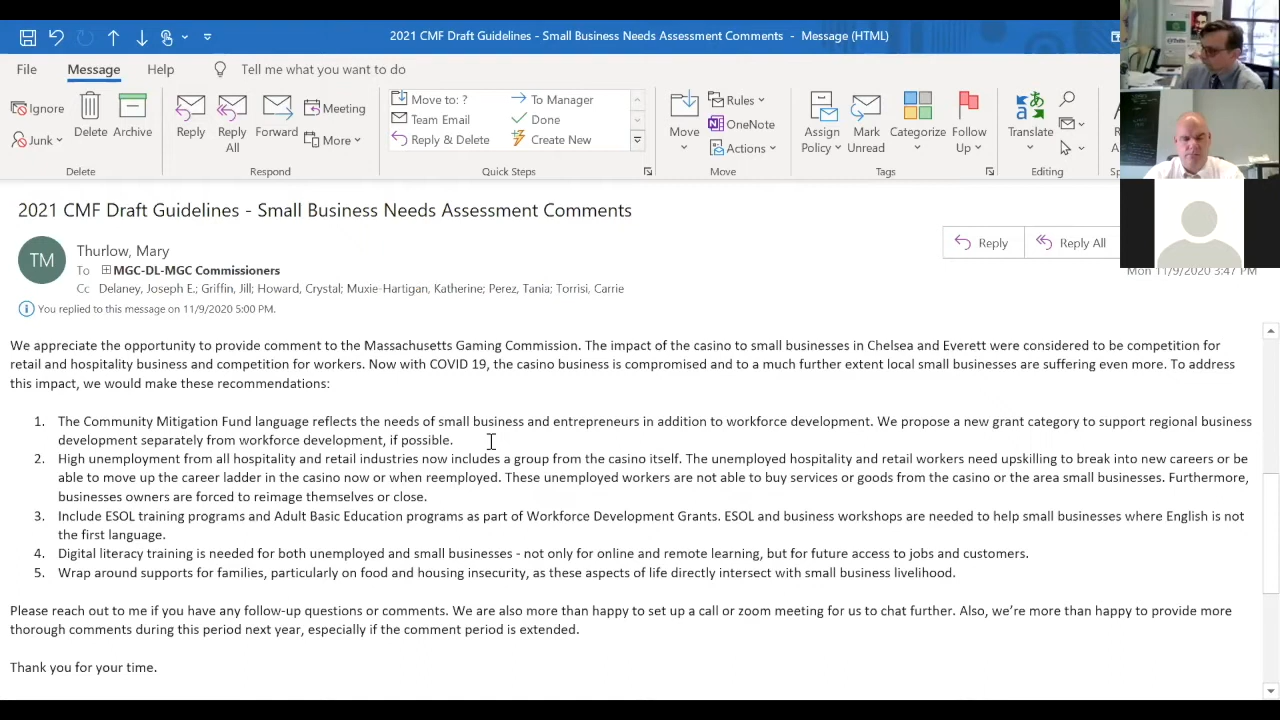 2021 CMF Draft Guidelines - Small Business Needs Assessment Comments - Message (HTML)
File Message Help Tell me what you want to do
Ignore
Junk
Delete
Archive
Reply
Reply All
Forward
Meeting
More
Move to: ?
To Manager
Team Email
Done
Reply & Delete
Create New
Move
Rules
OneNote
Actions
Assign Policy
Mark Unread
Categorize
Follow Up
Translate
Delete Respond Quick Steps Move Tags Editing
2021 CMF Draft Guidelines - Small Business Needs Assessment Comments
TM
Thurlow, Mary
To MGC-DL-MGC Commissioners
Cc Delaney, Joseph E.; Griffin, Jill; Howard, Crystal; Muxie-Hartigan, Katherine; Perez, Tania; Torrisi, Carrie
Reply Reply All
Mon 11/9/2020 3:47 PM
You replied to this message on 11/9/2020 5:00 PM.
We appreciate the opportunity to provide comment to the Massachusetts Gaming Commission. The impact of the casino to small businesses in Chelsea and Everett were considered to be competition for
retail and hospitality business and competition for workers. Now with COVID 19, the casino business is compromised and to a much further extent local small businesses are suffering even more. To address
this impact, we would make these recommendations:
1. The Community Mitigation Fund language reflects the needs of small business and entrepreneurs in addition to workforce development. We propose a new grant category to support regional business
development separately from workforce development, if possible.
2. High unemployment from all hospitality and retail industries now includes a group from the casino itself. The unemployed hospitality and retail workers need upskilling to break into new careers or be
able to move up the career ladder in the casino now or when reemployed. These unemployed workers are not able to buy services or goods from the casino or the area small businesses. Furthermore,
businesses owners are forced to reimage themselves or close.
3. Include ESOL training programs and Adult Basic Education programs as part of Workforce Development Grants. ESOL and business workshops are needed to help small businesses where English is not
the first language.
4. Digital literacy training is needed for both unemployed and small businesses - not only for online and remote learning, but for future access to jobs and customers.
5. Wrap around supports for families, particularly on food and housing insecurity, as these aspects of life directly intersect with small business livelihood.
Please reach out to me if you have any follow-up questions or comments. We are also more than happy to set up a call or zoom meeting for us to chat further. Also, we're more than happy to provide more
thorough comments during this period next year, especially if the comment period is extended.
Thank you for your time.